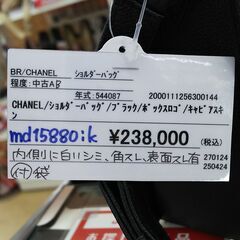 BR/CHANEL ショルダーバッグ
程度:中古AB
年式:544087 2000111256300144
CHANEL/ショルダーバッグ/ブラック/ボックスロゴ/キャビアスキ
ン
md15880:k ¥238,000 (税込)
内側に白いシミ、角スレ、表面スレ有 270124
250424